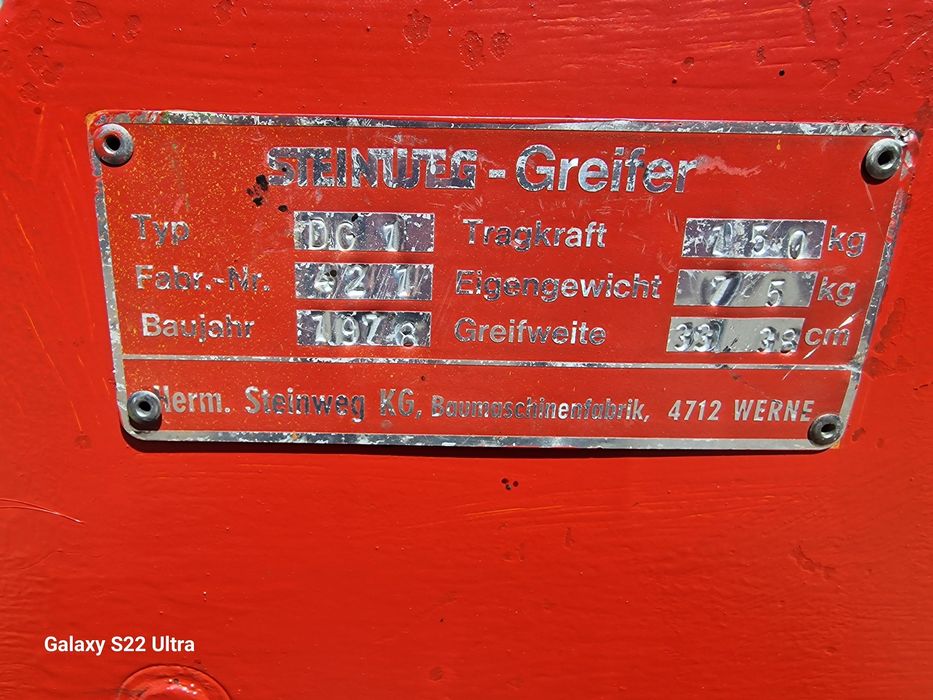 STEINWEG-Greifer
Typ DG 1 Tragkraft 150 kg
Fabr.-Nr. 421 Eigengewicht 75 kg
Baujahr 1978 Greifweite 33 38 cm
Herm. Steinweg KG, Baumaschinenfabrik, 4712 WERNE
Galaxy S22 Ultra